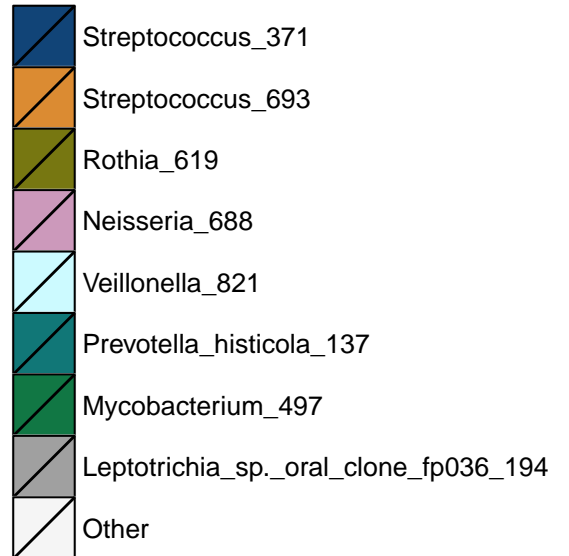 Streptococcus_371
Streptococcus_693
Rothia_619
Neisseria_688
Veillonella_821
Prevotella_histicola_137
Mycobacterium_497
Leptotrichia_sp._oral_clone_fp036_194
Other